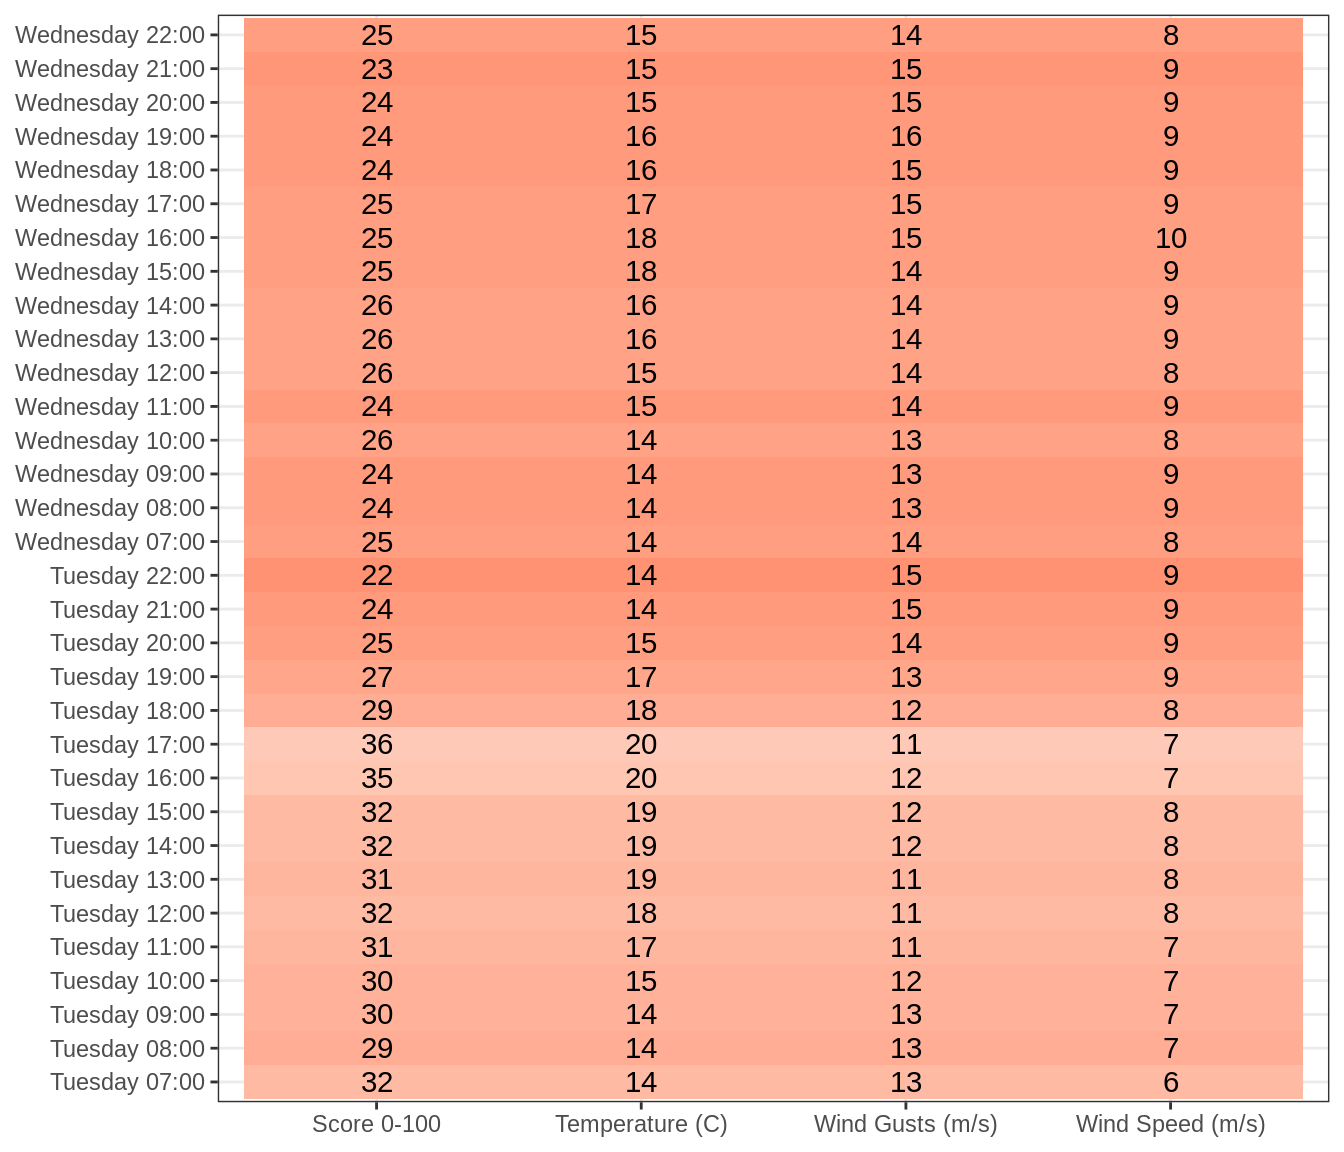 Wednesday 22:00 25 15 14 8
Wednesday 21:00 23 15 15 9
Wednesday 20:00 24 15 15 9
Wednesday 19:00 24 16 16 9
Wednesday 18:00 24 16 15 9
Wednesday 17:00 25 17 15 9
Wednesday 16:00 25 18 15 10
Wednesday 15:00 25 18 14 9
Wednesday 14:00 26 16 14 9
Wednesday 13:00 26 16 14 9
Wednesday 12:00 26 15 14 8
Wednesday 11:00 24 15 14 9
Wednesday 10:00 26 14 13 8
Wednesday 09:00 24 14 13 9
Wednesday 08:00 24 14 13 9
Wednesday 07:00 25 14 14 8
Tuesday 22:00 22 14 15 9
Tuesday 21:00 24 14 15 9
Tuesday 20:00 25 15 14 9
Tuesday 19:00 27 17 13 9
Tuesday 18:00 29 18 12 8
Tuesday 17:00 36 20 11 7
Tuesday 16:00 35 20 12 7
Tuesday 15:00 32 19 12 8
Tuesday 14:00 32 19 12 8
Tuesday 13:00 31 19 11 8
Tuesday 12:00 32 18 11 8
Tuesday 11:00 31 17 11 7
Tuesday 10:00 30 15 12 7
Tuesday 09:00 30 14 13 7
Tuesday 08:00 29 14 13 7
Tuesday 07:00 32 14 13 6
Score 0-100 Temperature (C) Wind Gusts (m/s) Wind Speed (m/s)